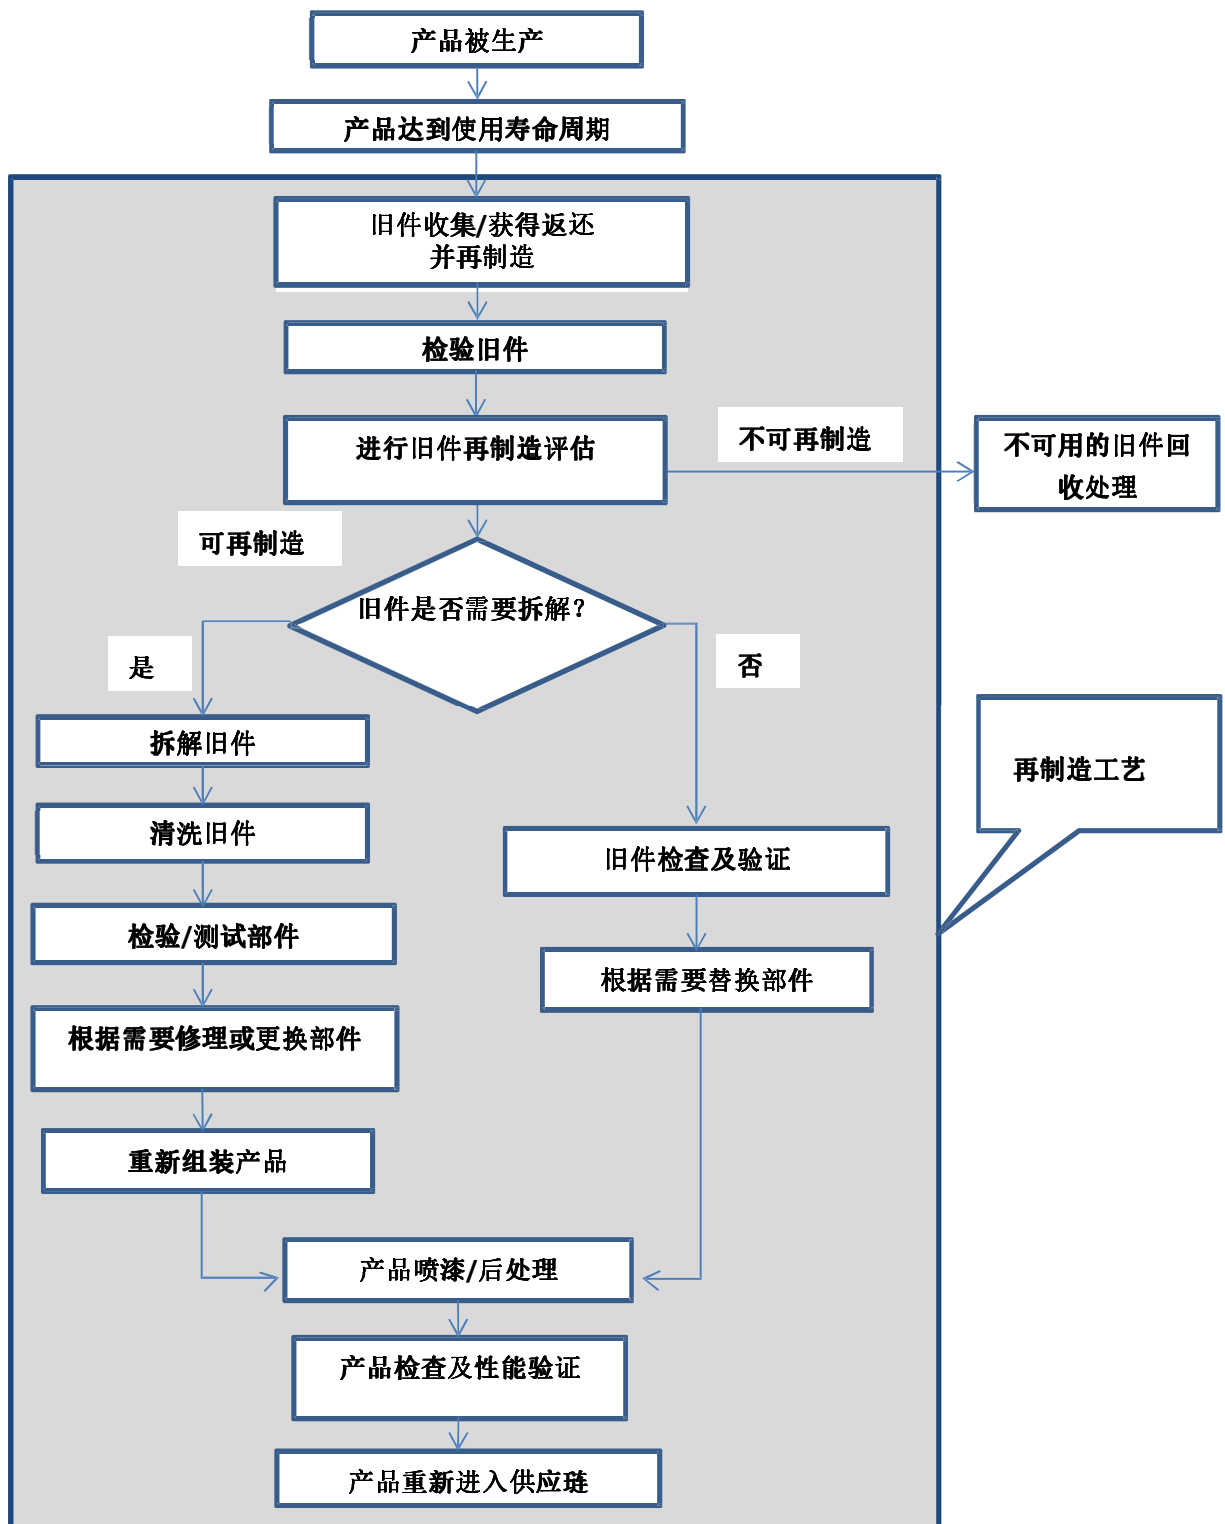 产品被生产
产品达到使用寿命周期
旧件收集/获得返还
并再制造
检验旧件
进行旧件再制造评估
不可再制造
不可用的旧件回
收处理
可再制造
旧件是否需要拆解?
是
否
拆解旧件
再制造工艺
清洗旧件
旧件检查及验证
检验/测试部件
根据需要替换部件
根据需要修理或更换部件
重新组装产品
产品喷漆/后处理
产品检查及性能验证
产品重新进入供应链